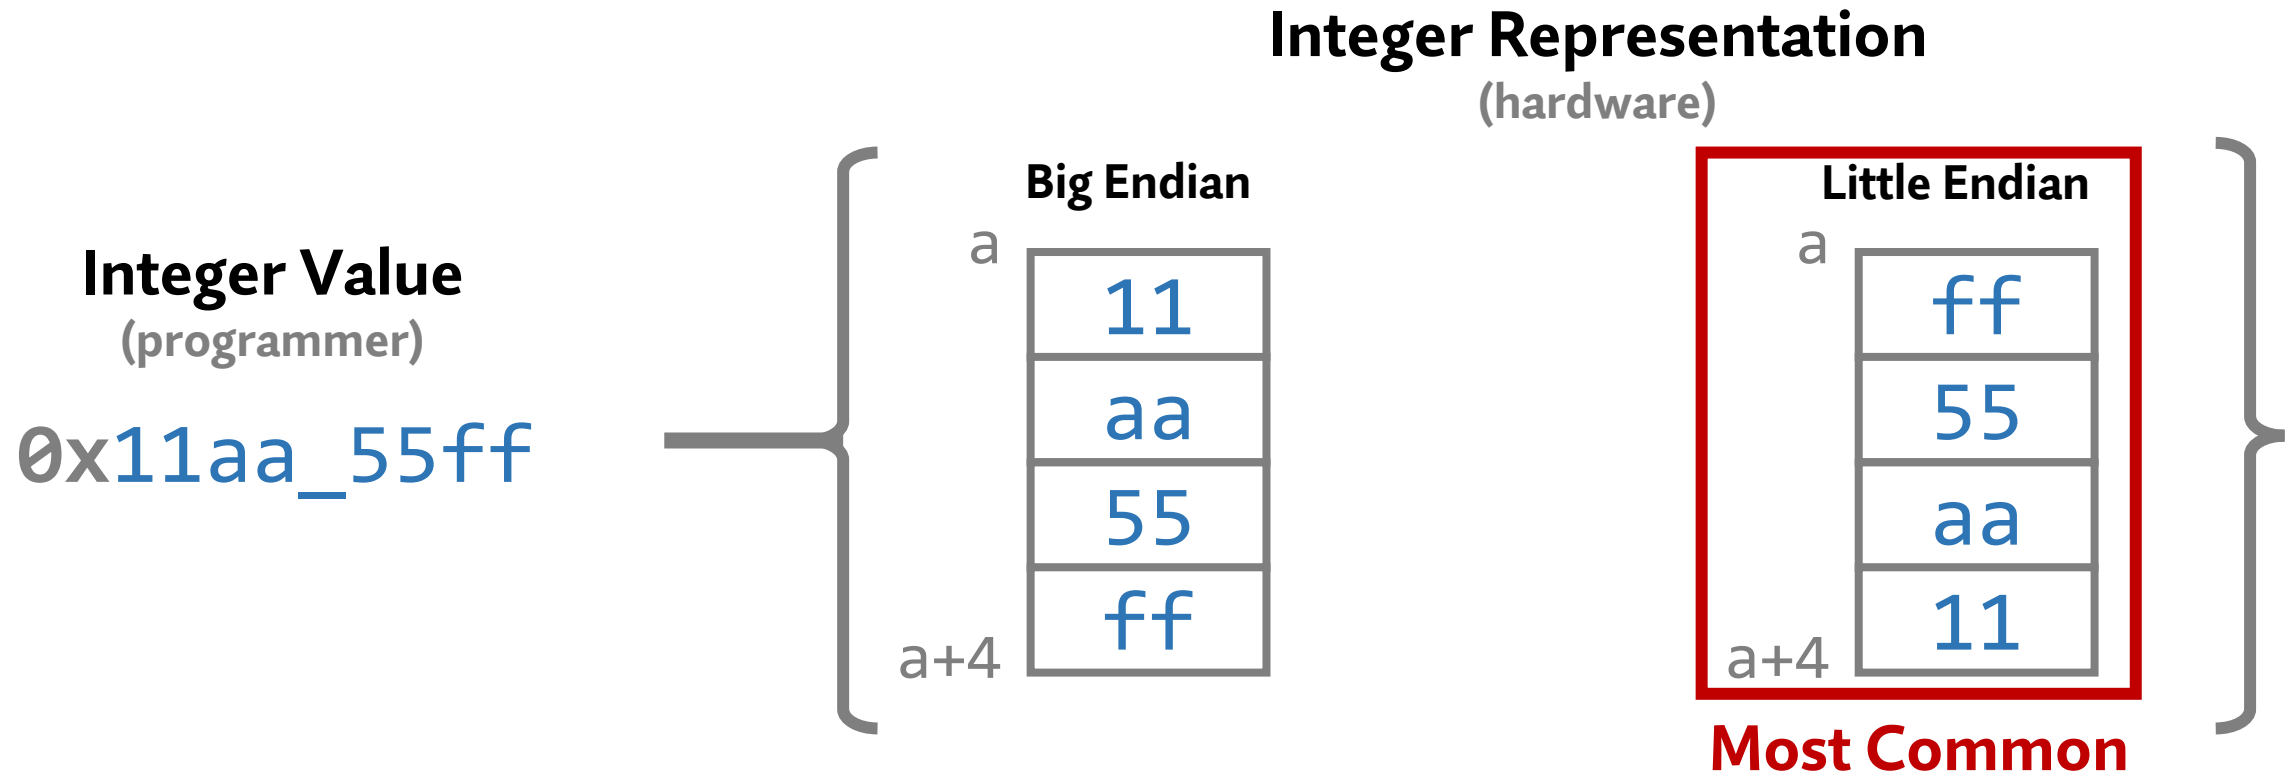 Integer Representation
(hardware)
Integer Value
(programmer)
0x11aa_55ff
Big Endian
a
11
aa
55
ff
a+4
Little Endian
a
ff
55
aa
11
a+4
Most Common